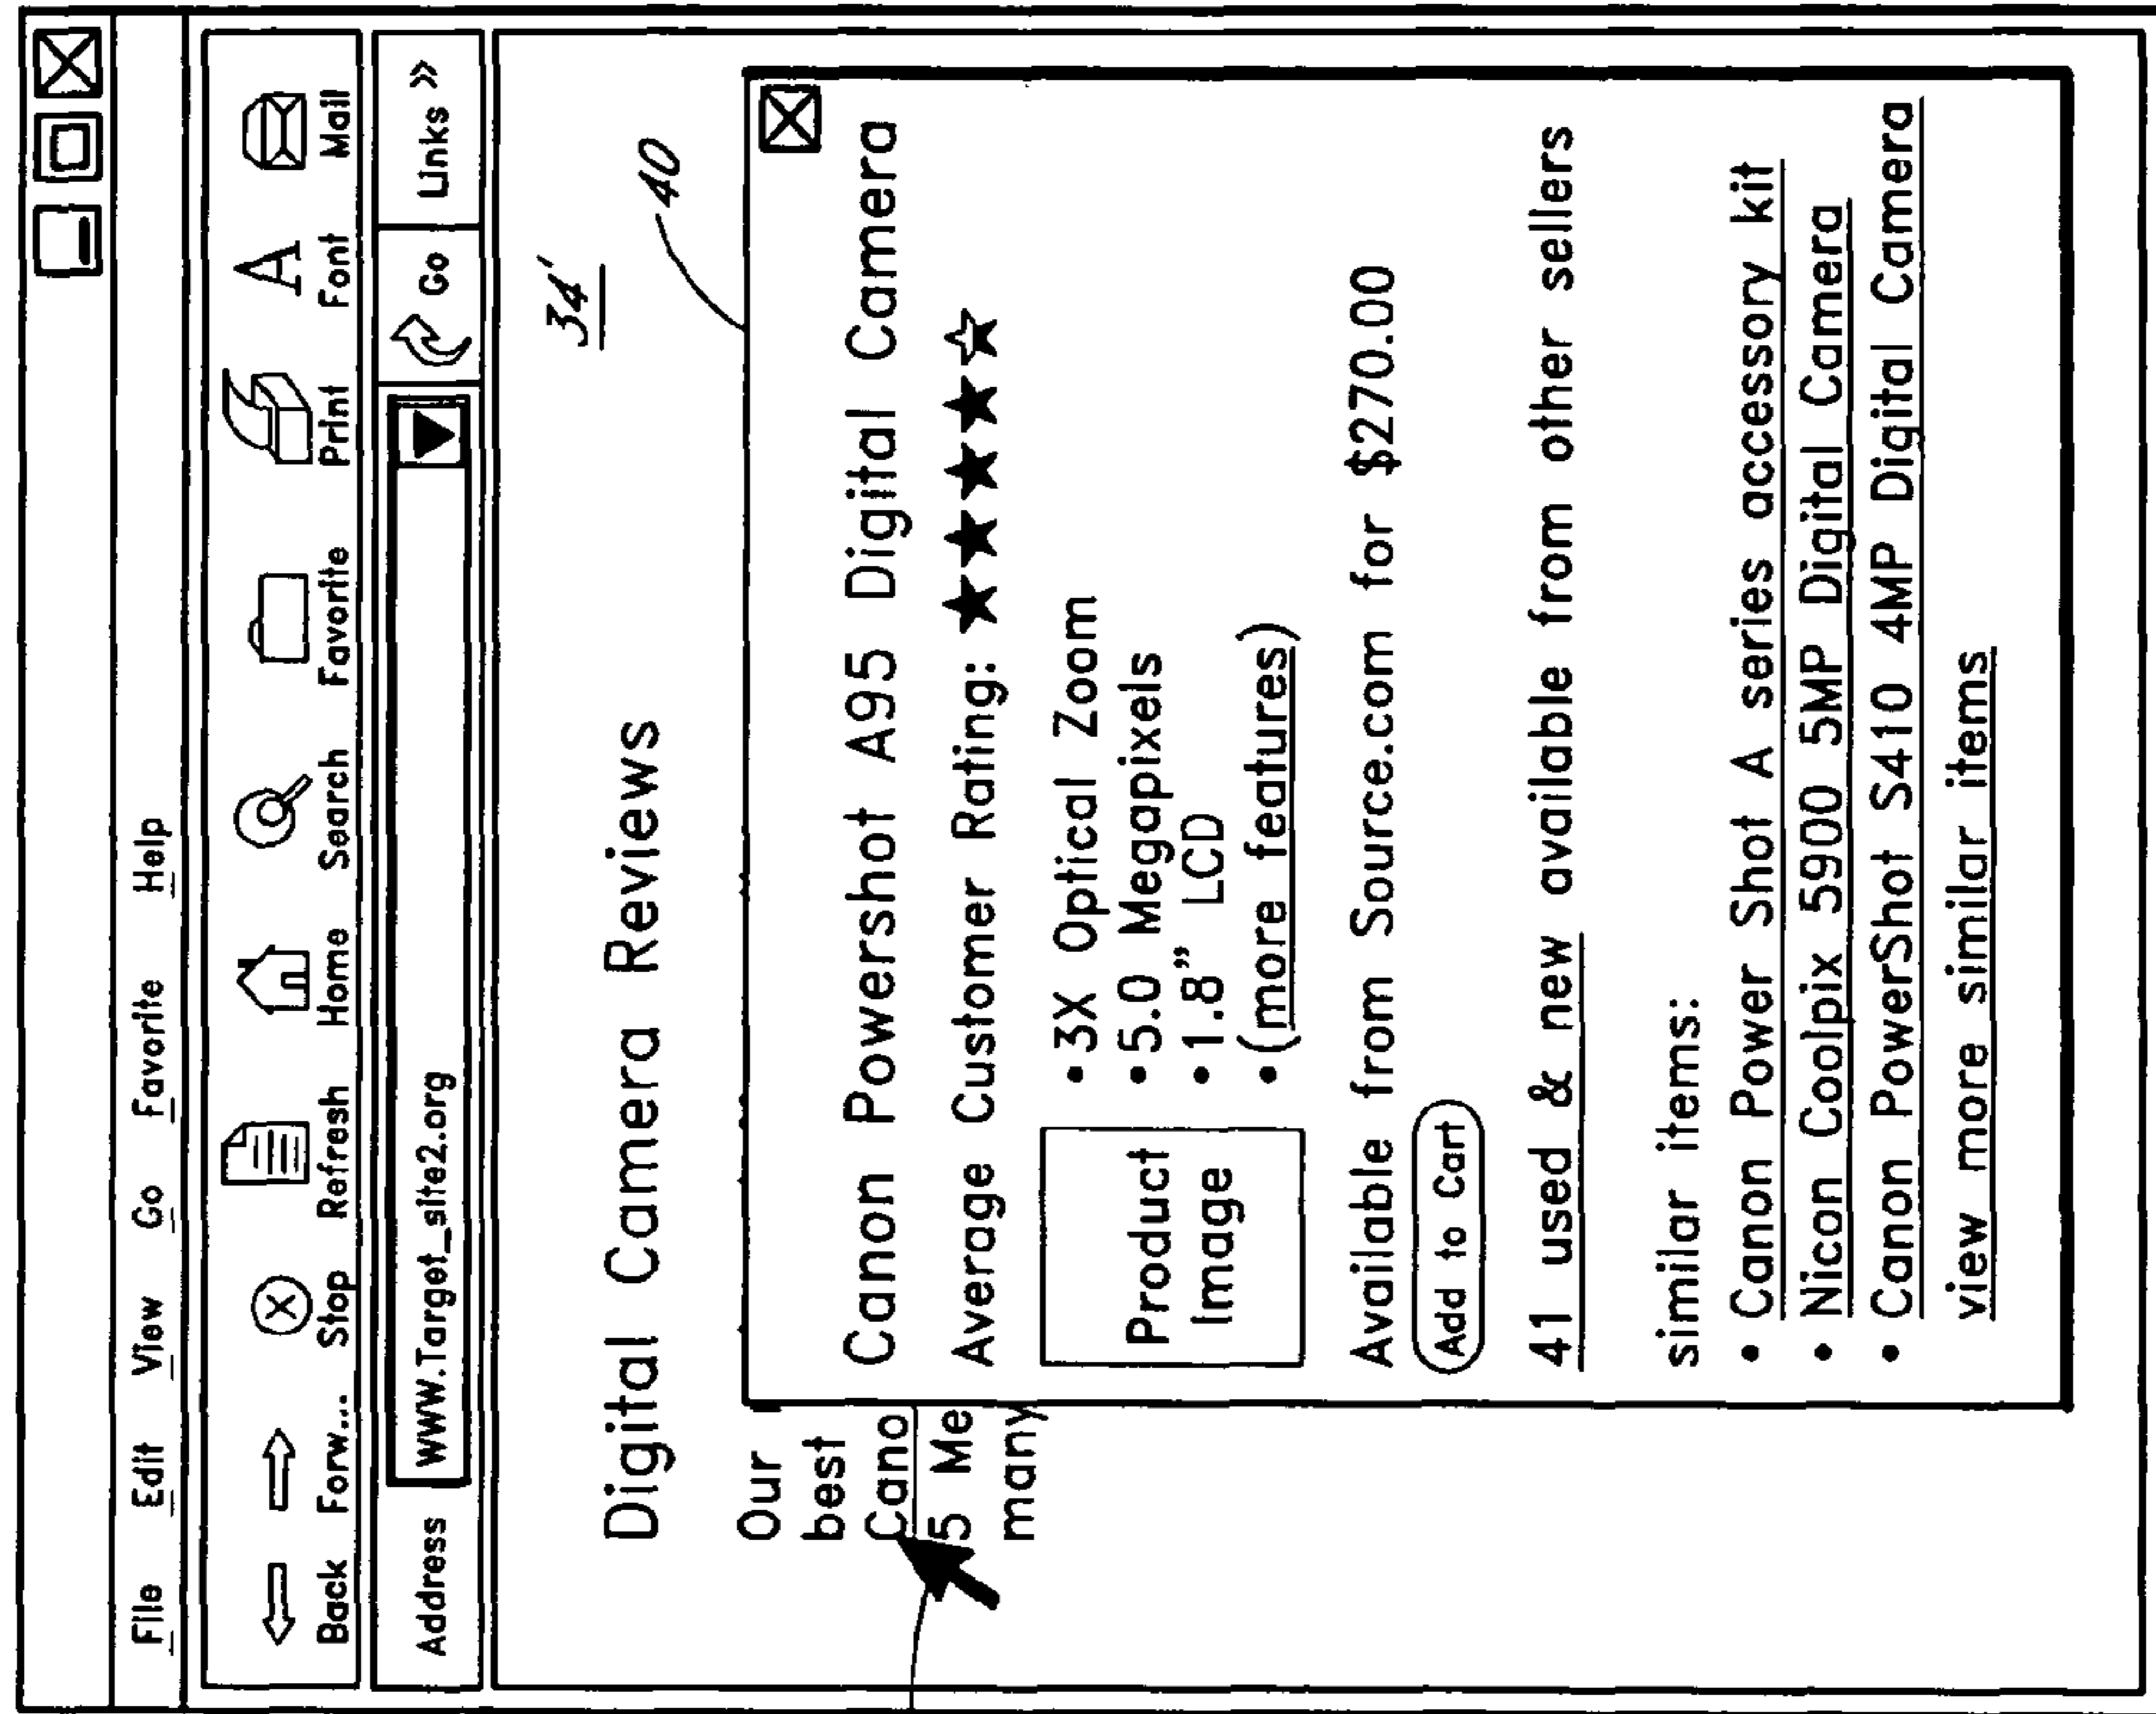 File Edit View Go Favorite Help
Back Forw... Stop Refresh Home Search Favorite Print Font Mail
Address WWW.Target_site2.org Go Links »
34'
Digital Camera Reviews
40
Our
best
Cano
5 Me
many
Canon Powershot A95 Digital Camera
Average Customer Rating: ★★★★☆
Product
Image
• 3X Optical Zoom
• 5.0 Megapixels
• 1.8” LCD
• (more features)
Available from Source.com for $270.00
Add to Cart
41 used & new available from other sellers
similar items:
• Canon Power Shot A series accessory kit
• Nicon Coolpix 5900 5MP Digital Camera
• Canon PowerShot S410 4MP Digital Camera
view more similar items